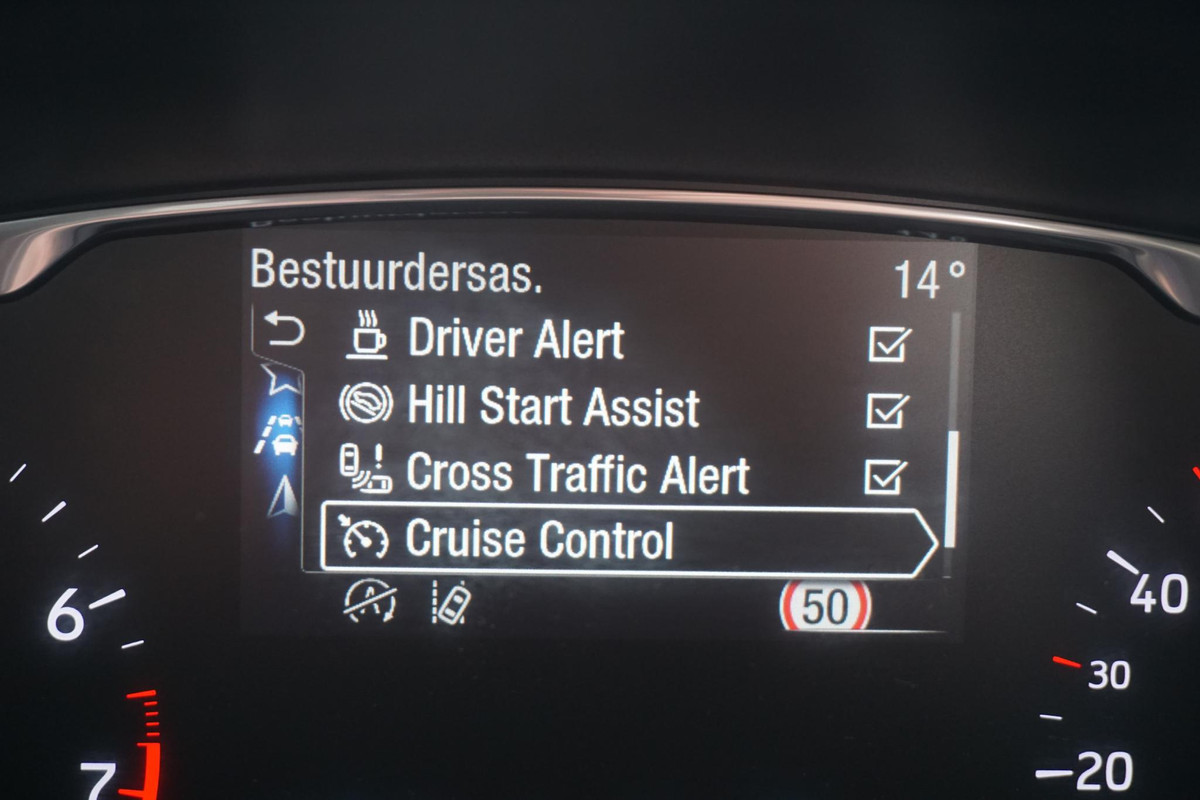 Bestuurdersas. 14°
Driver Alert
Hill Start Assist
Cross Traffic Alert
Cruise Control
A 50
6
7
40
30
20